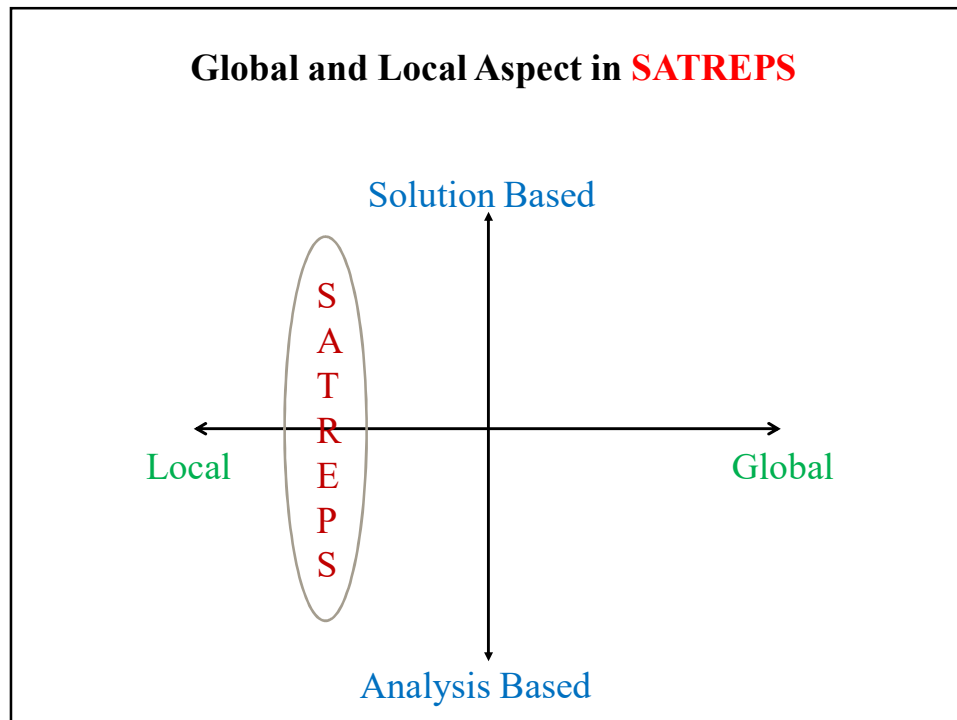 Global and Local Aspect in SATREPS
Solution Based
S
A
T
R
E
P
S
Local
Global
Analysis Based